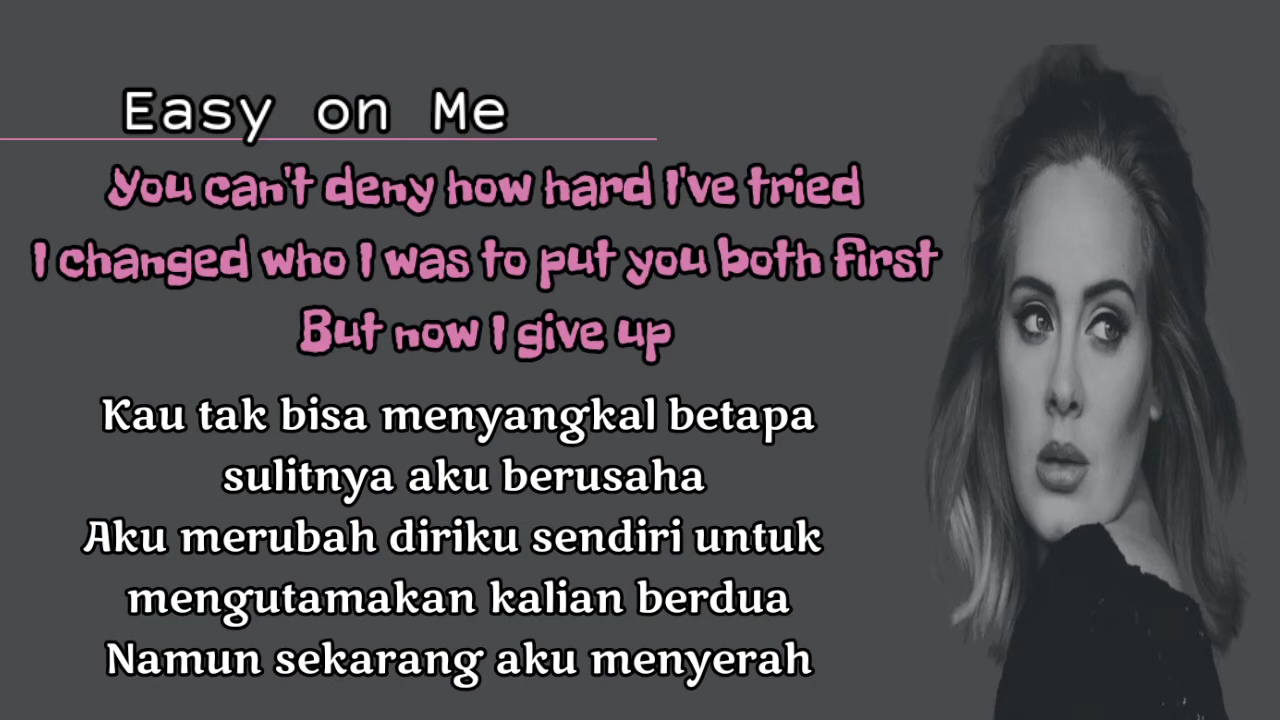 Easy on Me
You can't deny how hard I've tried
I changed who I was to put you both first
But now I give up
Kau tak bisa menyangkal betapa
sulitnya aku berusaha
Aku merubah diriku sendiri untuk
mengutamakan kalian berdua
Namun sekarang aku menyerah